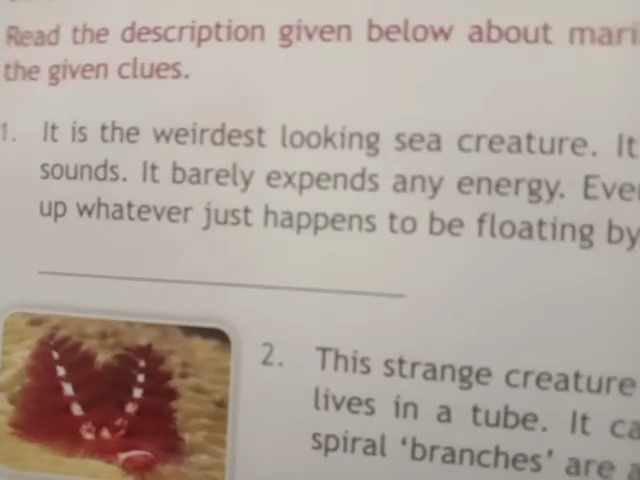 Read the description given below about mari
the given clues.
1. It is the weirdest looking sea creature. It
sounds. It barely expends any energy. Eve
up whatever just happens to be floating by
2. This strange creature
lives in a tube. It ca
spiral ‘branches’ are a